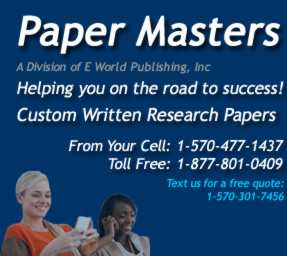 Paper Masters
A Division of E World Publishing, Inc
Helping you on the road to success!
Custom Written Research Papers
From Your Cell: 1-570-477-1437
Toll Free: 1-877-801-0409
Text us for a free quote:
1-570-301-7456